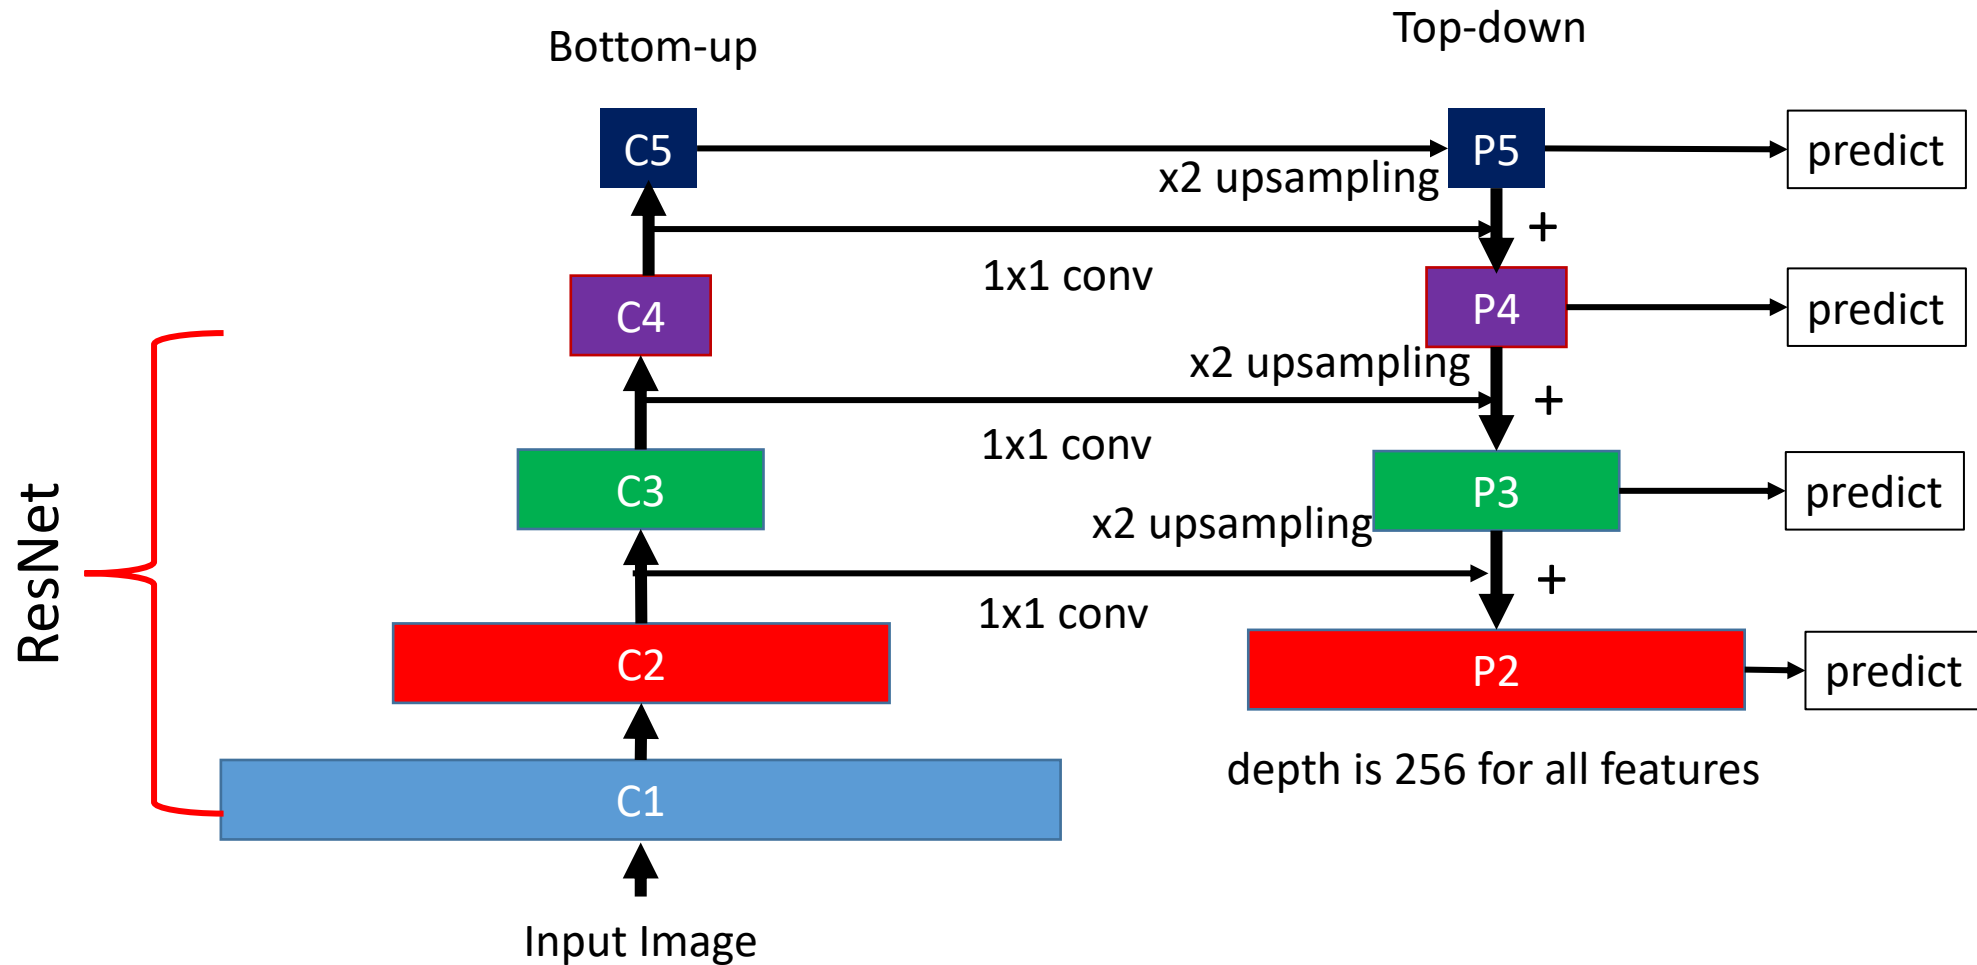 Bottom-up
Top-down
C5
P5
predict
x2 upsampling
+
1x1 conv
C4
P4
predict
x2 upsampling
+
1x1 conv
C3
P3
predict
x2 upsampling
+
1x1 conv
ResNet
C2
P2
predict
depth is 256 for all features
C1
Input Image